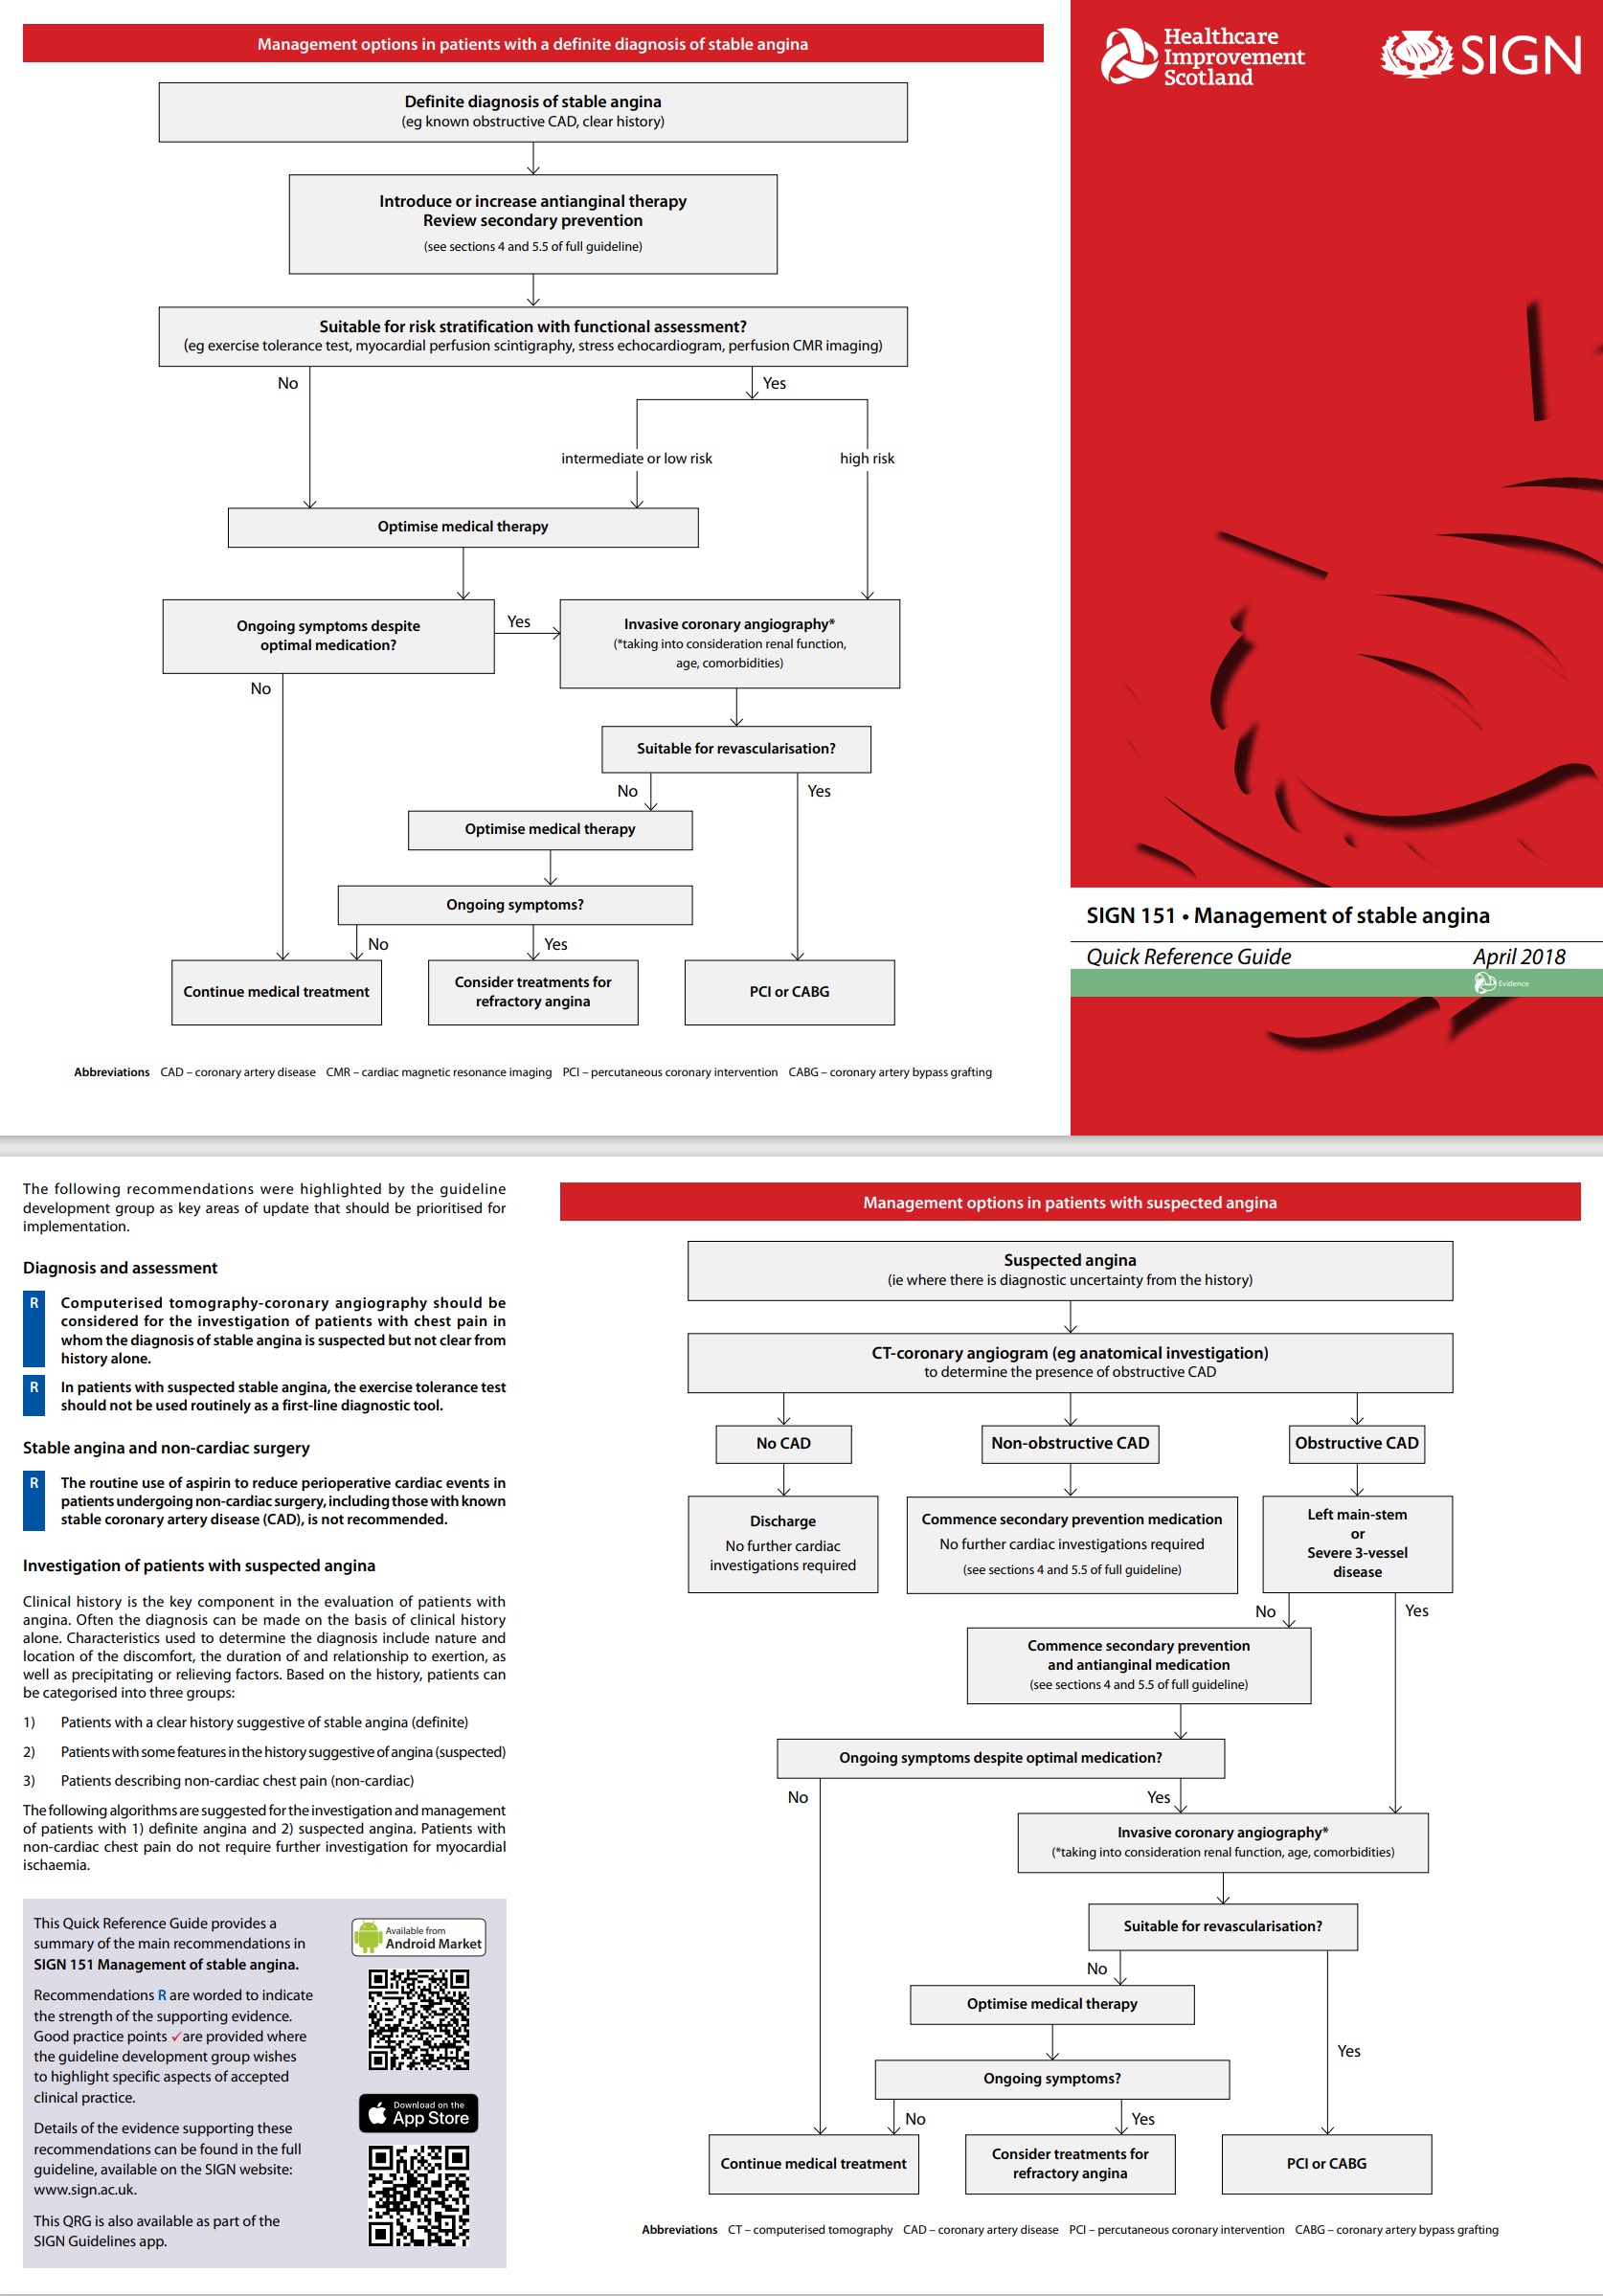 Management options in patients with a definite diagnosis of stable angina
Definite diagnosis of stable angina
(eg known obstructive CAD, clear history)
Introduce or increase antianginal therapy
Review secondary prevention
(see sections 4 and 5.5 of full guideline)
Suitable for risk stratification with functional assessment?
(eg exercise tolerance test, myocardial perfusion scintigraphy, stress echocardiogram, perfusion CMR imaging)
No
Yes
intermediate or low risk
high risk
Optimise medical therapy
Ongoing symptoms despite
optimal medication?
Yes
Invasive coronary angiography*
(*taking into consideration renal function,
age, comorbidities)
No
Suitable for revascularisation?
No
Yes
Optimise medical therapy
Ongoing symptoms?
No
Yes
Continue medical treatment
Consider treatments for
refractory angina
PCI or CABG
Abbreviations CAD – coronary artery disease CMR – cardiac magnetic resonance imaging PCI – percutaneous coronary intervention CABG – coronary artery bypass grafting
Healthcare
Improvement
Scotland
SIGN
SIGN 151 • Management of stable angina
Quick Reference Guide April 2018
Evidence
The following recommendations were highlighted by the guideline
development group as key areas of update that should be prioritised for
implementation.
Diagnosis and assessment
R Computerised tomography-coronary angiography should be
considered for the investigation of patients with chest pain in
whom the diagnosis of stable angina is suspected but not clear from
history alone.
R In patients with suspected stable angina, the exercise tolerance test
should not be used routinely as a first-line diagnostic tool.
Stable angina and non-cardiac surgery
R The routine use of aspirin to reduce perioperative cardiac events in
patients undergoing non-cardiac surgery, including those with known
stable coronary artery disease (CAD), is not recommended.
Investigation of patients with suspected angina
Clinical history is the key component in the evaluation of patients with
angina. Often the diagnosis can be made on the basis of clinical history
alone. Characteristics used to determine the diagnosis include nature and
location of the discomfort, the duration of and relationship to exertion, as
well as precipitating or relieving factors. Based on the history, patients can
be categorised into three groups:
1) Patients with a clear history suggestive of stable angina (definite)
2) Patients with some features in the history suggestive of angina (suspected)
3) Patients describing non-cardiac chest pain (non-cardiac)
The following algorithms are suggested for the investigation and management
of patients with 1) definite angina and 2) suspected angina. Patients with
non-cardiac chest pain do not require further investigation for myocardial
ischaemia.
This Quick Reference Guide provides a
summary of the main recommendations in
SIGN 151 Management of stable angina.
Recommendations R are worded to indicate
the strength of the supporting evidence.
Good practice points ✓ are provided where
the guideline development group wishes
to highlight specific aspects of accepted
clinical practice.
Details of the evidence supporting these
recommendations can be found in the full
guideline, available on the SIGN website:
www.sign.ac.uk.
This QRG is also available as part of the
SIGN Guidelines app.
Available from
Android Market
Download on the
App Store
Management options in patients with suspected angina
Suspected angina
(ie where there is diagnostic uncertainty from the history)
CT-coronary angiogram (eg anatomical investigation)
to determine the presence of obstructive CAD
No CAD
Non-obstructive CAD
Obstructive CAD
Discharge
No further cardiac
investigations required
Commence secondary prevention medication
No further cardiac investigations required
(see sections 4 and 5.5 of full guideline)
Left main-stem
or
Severe 3-vessel
disease
No
Yes
Commence secondary prevention
and antianginal medication
(see sections 4 and 5.5 of full guideline)
Ongoing symptoms despite optimal medication?
No
Yes
Invasive coronary angiography*
(*taking into consideration renal function, age, comorbidities)
Suitable for revascularisation?
No
Optimise medical therapy
Yes
Ongoing symptoms?
No
Yes
Continue medical treatment
Consider treatments for
refractory angina
PCI or CABG
Abbreviations CT – computerised tomography CAD – coronary artery disease PCI – percutaneous coronary intervention CABG – coronary artery bypass grafting